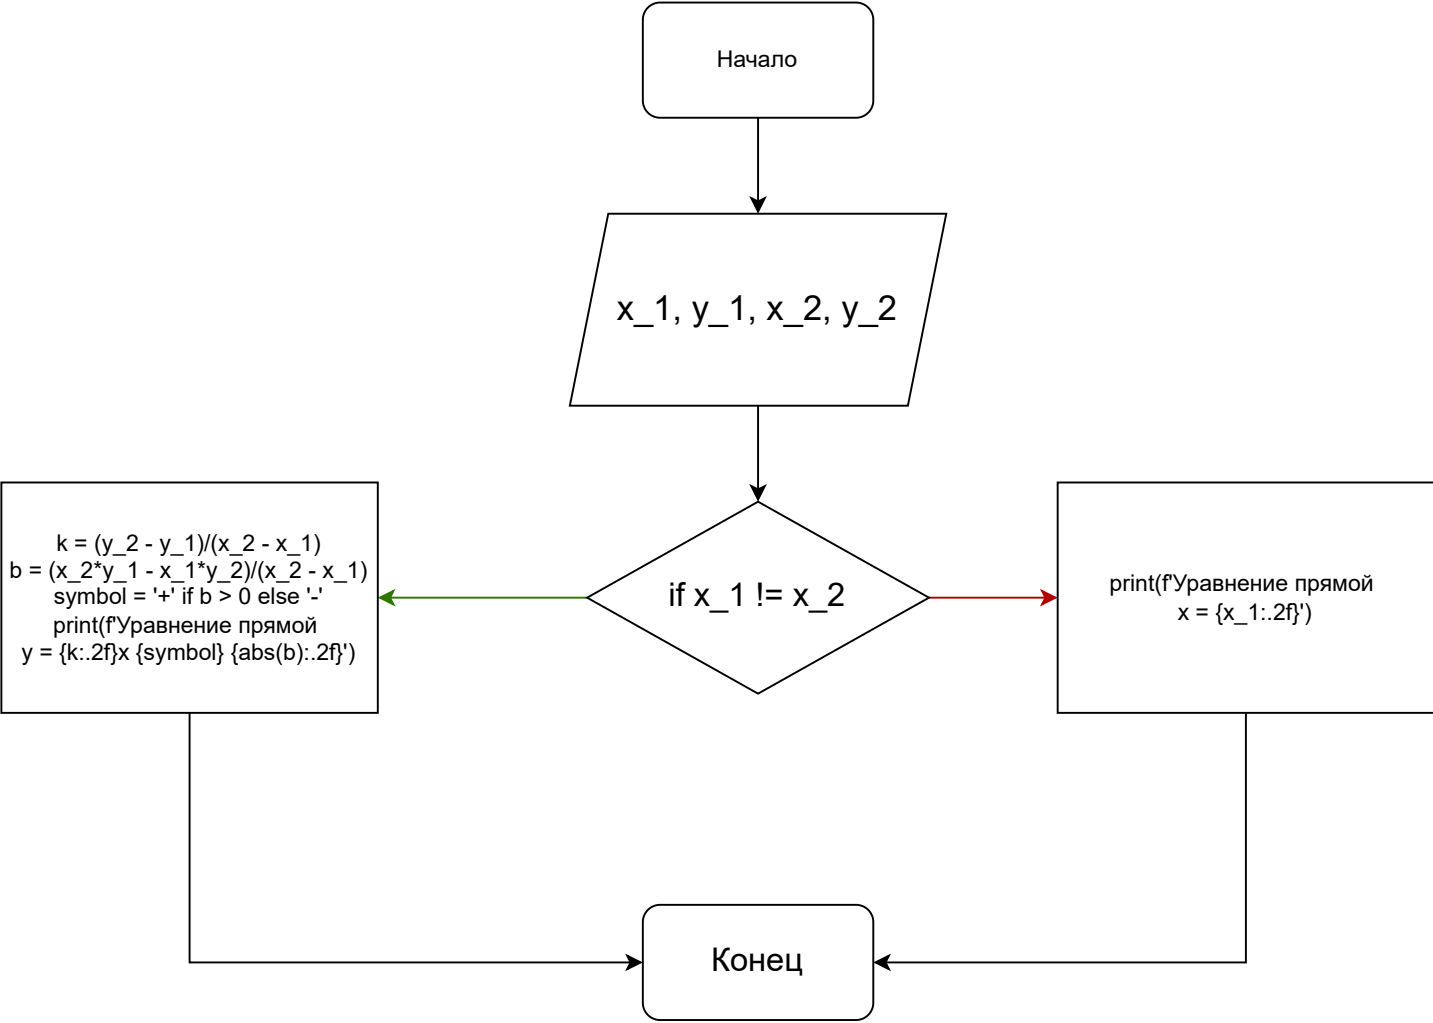 Начало
x_1, y_1, x_2, y_2
if x_1 != x_2
k = (y_2 - y_1)/(x_2 - x_1)
b = (x_2*y_1 - x_1*y_2)/(x_2 - x_1)
symbol = '+' if b > 0 else '-'
print(f'Уравнение прямой
y = {k:.2f}x {symbol} {abs(b):.2f}')
print(f'Уравнение прямой
x = {x_1:.2f}')
Конец